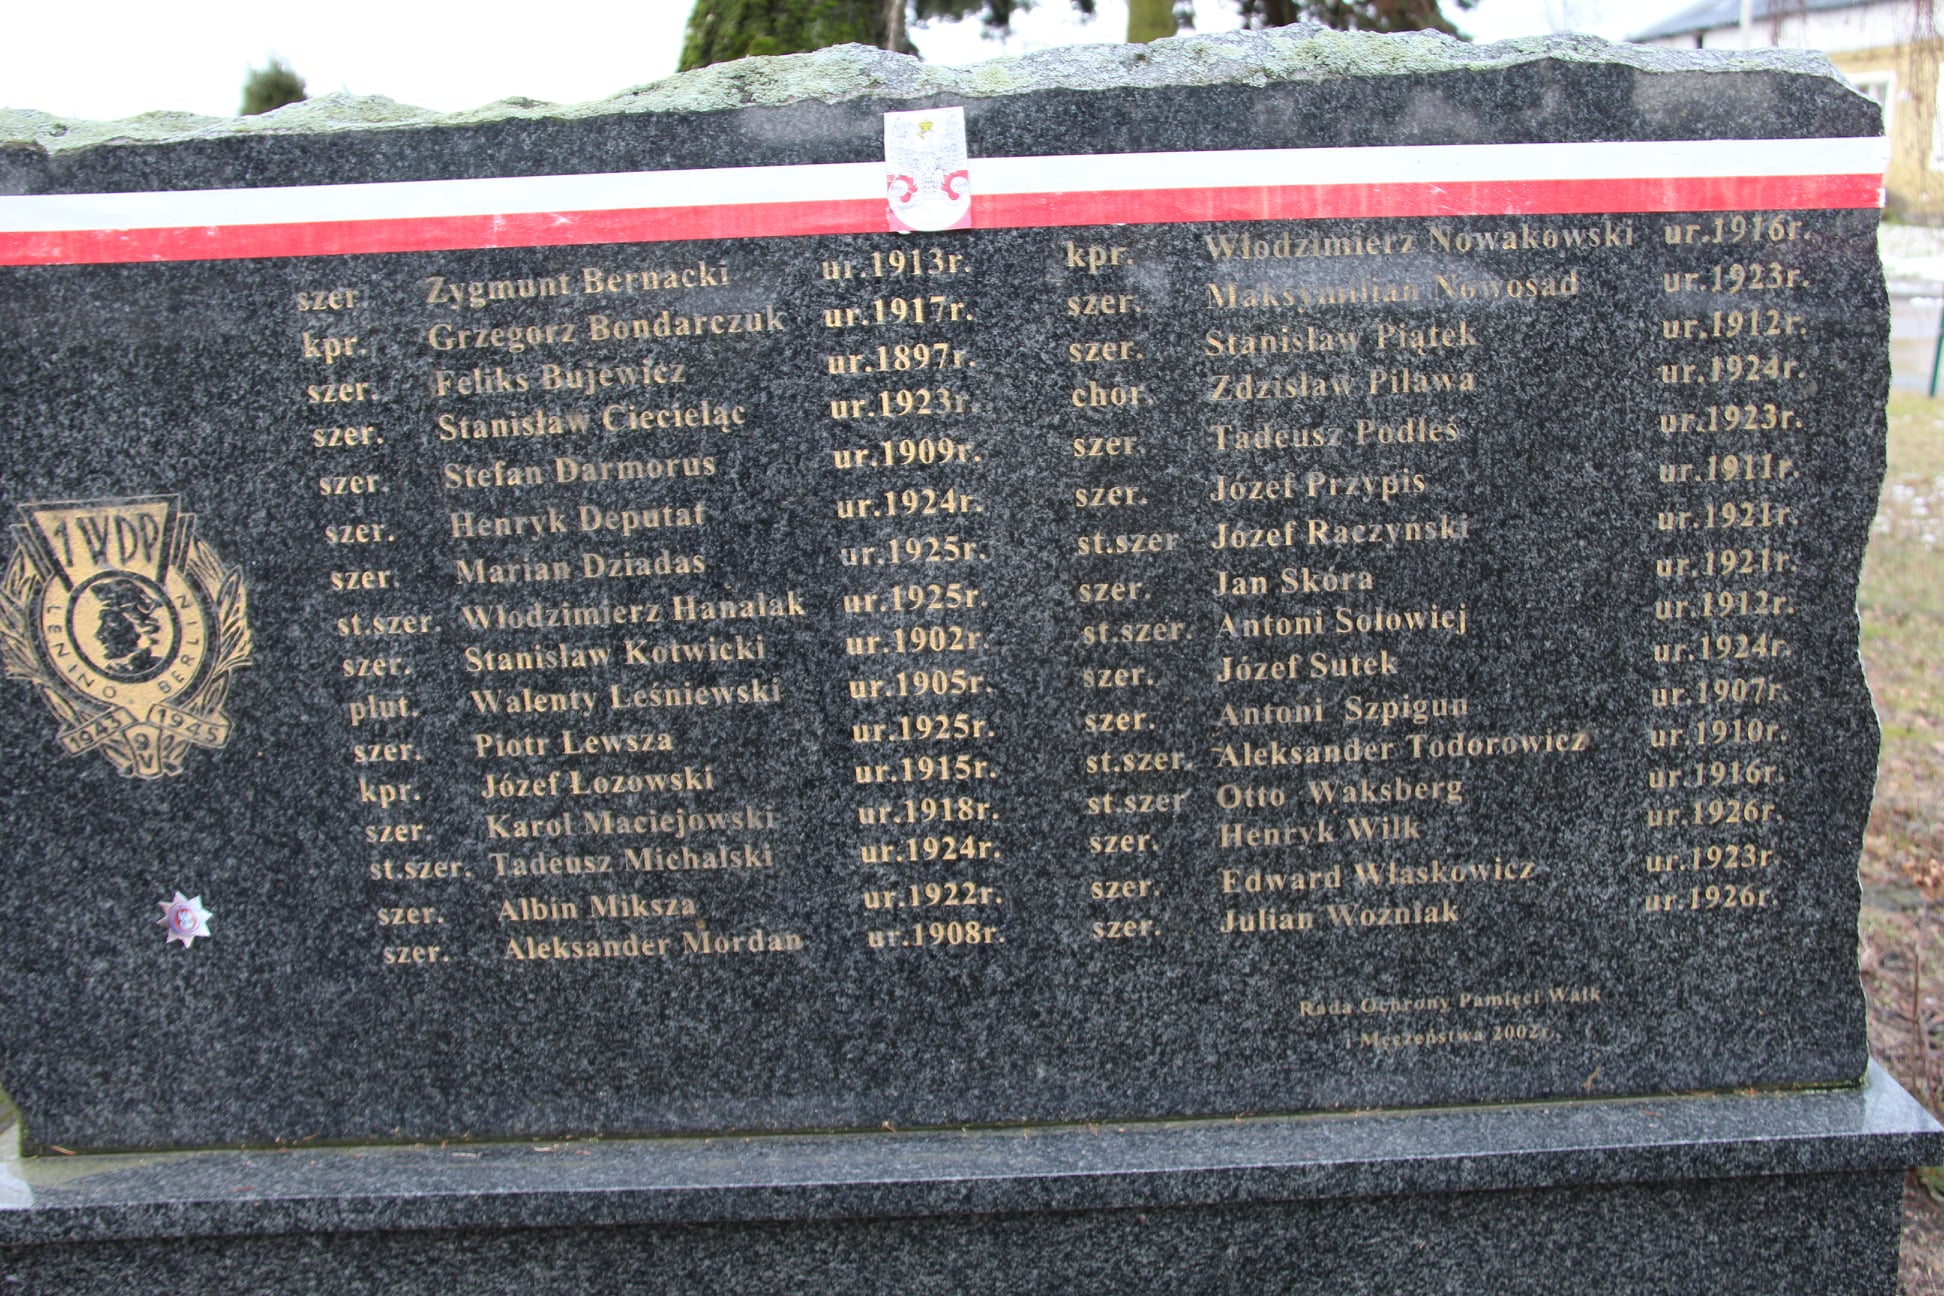 1 WDP
LENINO BERLIN
1943 1945
9 V
szer Zygmunt Bernacki ur.1913r.
kpr. Grzegorz Bondarczuk ur.1917r.
szer. Feliks Bujewicz ur.1897r.
szer. Stanisław Ciecieląc ur.1923r.
szer. Stefan Darmorus ur.1909r.
szer. Henryk Deputat ur.1924r.
szer. Marian Dziadas ur.1925r.
st.szer. Włodzimierz Hanalak ur.1925r.
szer. Stanisław Kotwicki ur.1902r.
plut. Walenty Leśniewski ur.1905r.
szer. Piotr Lewsza ur.1925r.
kpr. Józef Łozowski ur.1915r.
szer. Karol Maciejowski ur.1918r.
st.szer. Tadeusz Michalski ur.1924r.
szer. Albin Miksza ur.1922r.
szer. Aleksander Mordan ur.1908r.
kpr. Włodzimierz Nowakowski ur.1916r.
szer. Maksymilian Nowosad ur.1923r.
szer. Stanisław Piątek ur.1912r.
chor. Zdzisław Piława ur.1924r.
szer. Tadeusz Podleś ur.1923r.
szer. Józef Przypis ur.1911r.
st.szer Józef Raczyński ur.1921r.
szer. Jan Skóra ur.1921r.
st.szer. Antoni Sołowiej ur.1912r.
szer. Józef Sutek ur.1924r.
szer. Antoni Szpigun ur.1907r.
st.szer. Aleksander Todorowicz ur.1910r.
st.szer Otto Waksberg ur.1916r.
szer. Henryk Wilk ur.1926r.
szer. Edward Właskowicz ur.1923r
szer. Julian Woźniak ur.1926r.
Rada Ochrony Pamięci Walk
i Męczeństwa 2002r.